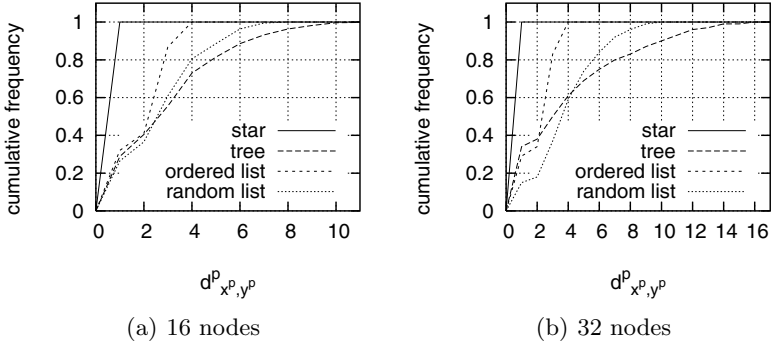 cumulative frequency
1
0.8
0.6
0.4
0.2
0
star
tree
ordered list
random list
0 2 4 6 8 10
d^p_{x^p,y^p}
(a) 16 nodes
cumulative frequency
1
0.8
0.6
0.4
0.2
0
star
tree
ordered list
random list
0 2 4 6 8 10 12 14 16
d^p_{x^p,y^p}
(b) 32 nodes